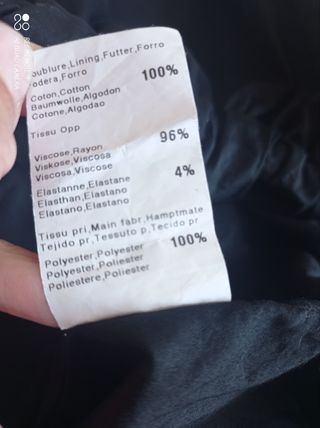 oublure,Lining,Futter,Forro
odera,Forro
100%
Coton,Cotton
Baumwolle,Algodon
Cotone,Algodao
Tissu Opp
96%
Viscose,Rayon
Viskose,Viscosa
Viscosa,Viscose
4%
Elastanne,Elastane
Elasthan,Elastano
Elastano,Elastano
Tissu pri,Main fabr,Hamptmate
Tejido pr,Tessuto p,Tecido pr
100%
Polyester,Polyester
Polyester,Poliester
Poliestere,Poliester